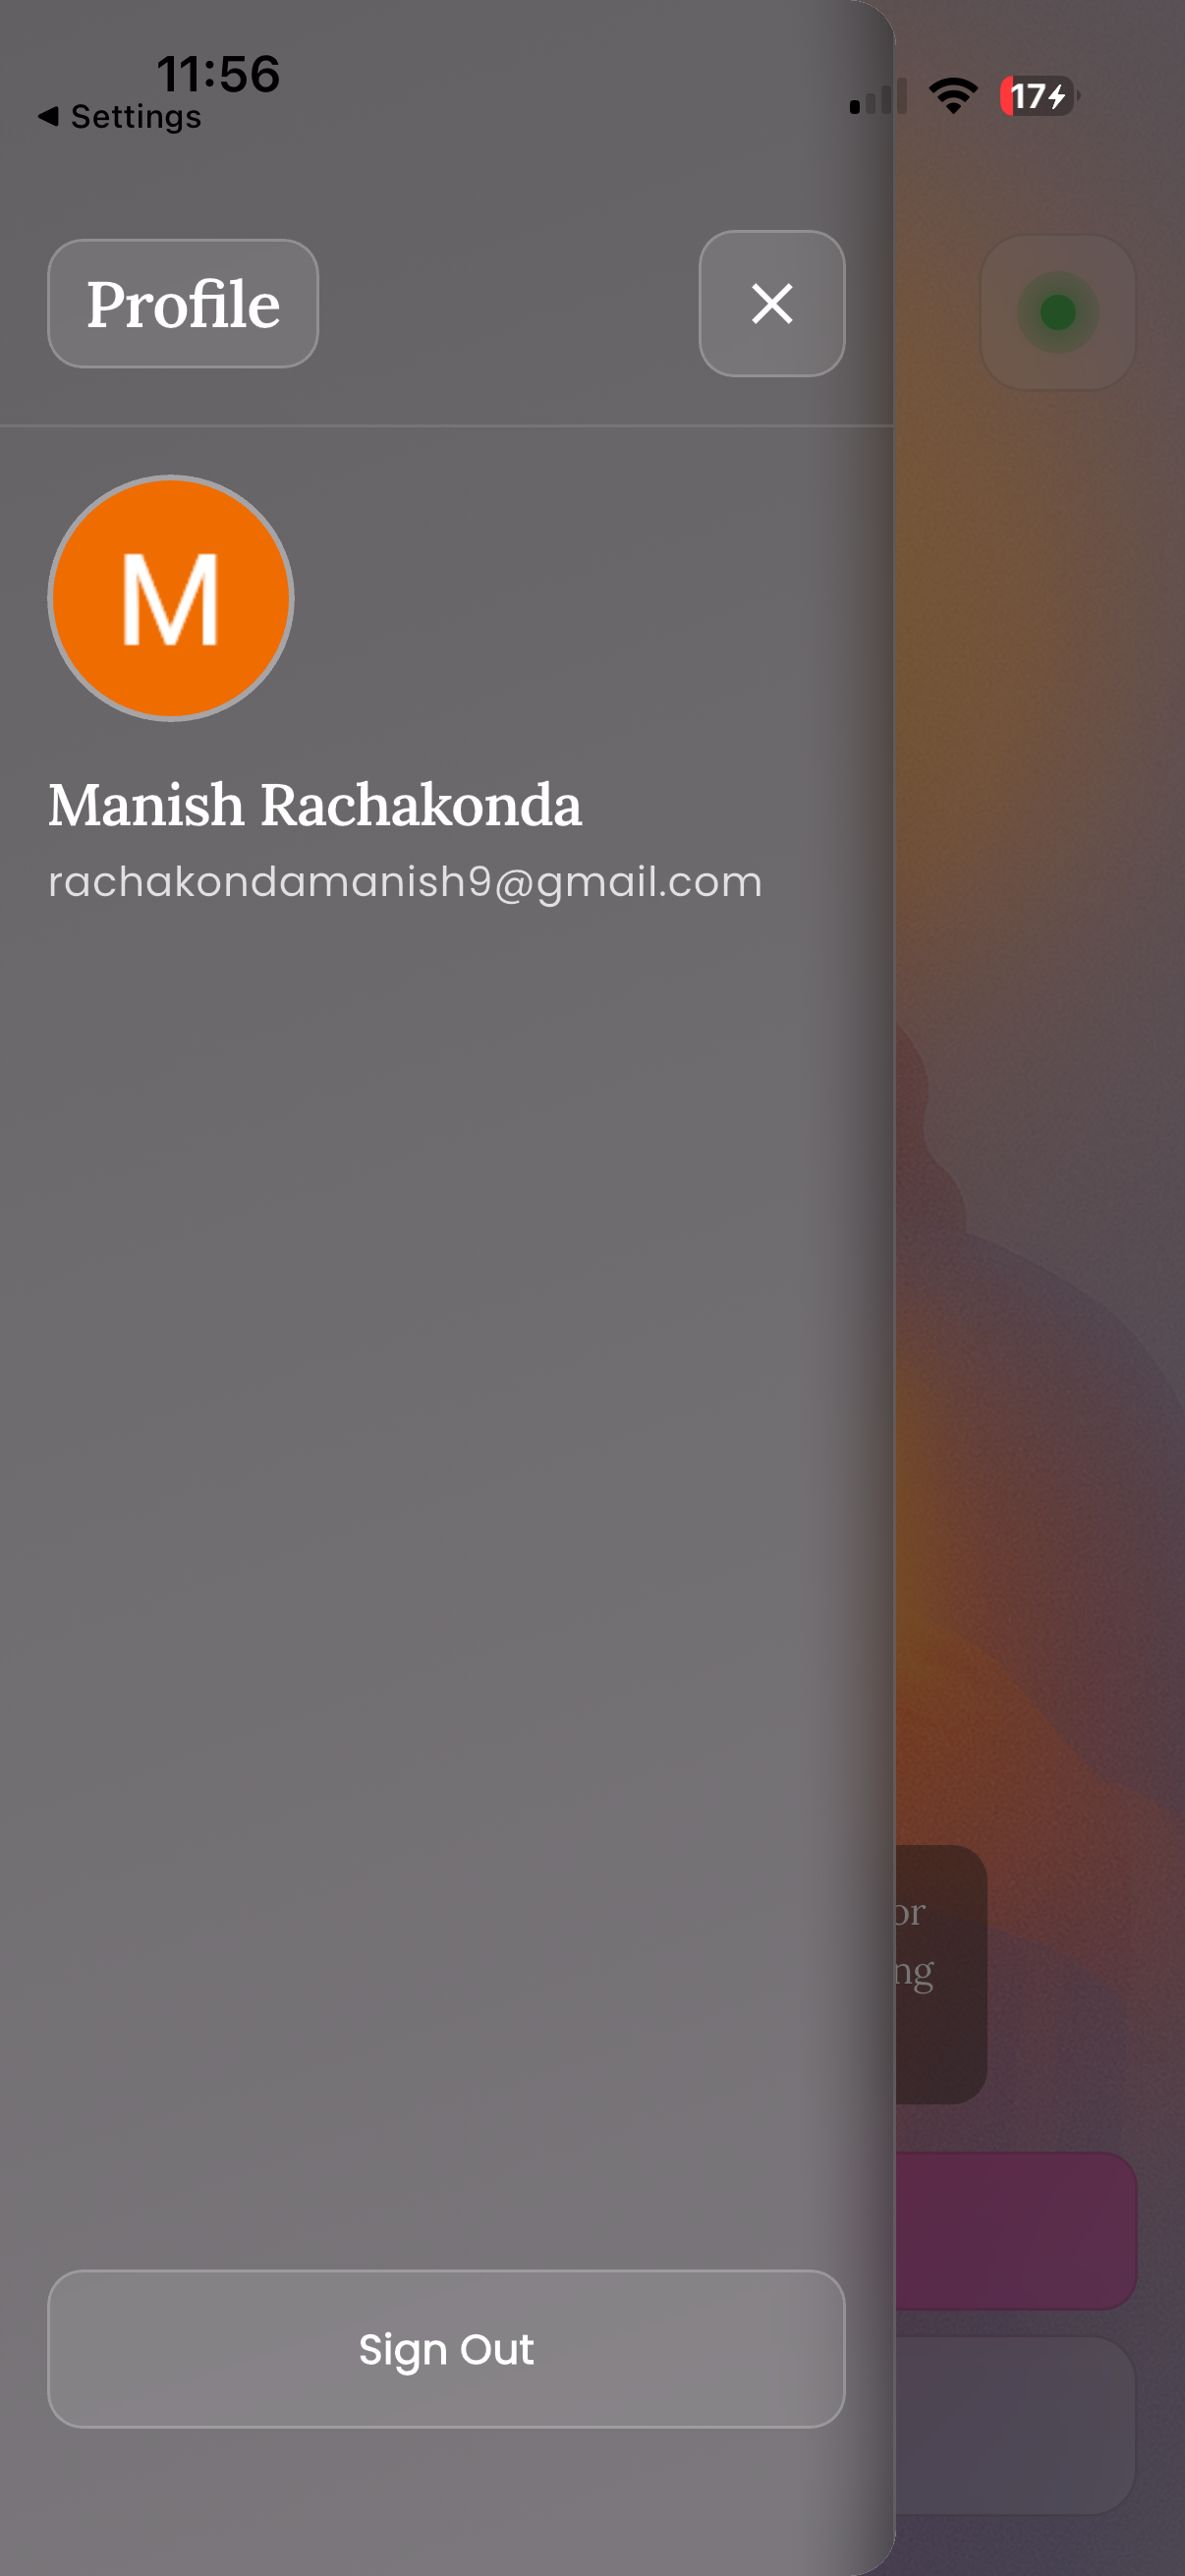 11:56
◀ Settings
17
Profile
M
Manish Rachakonda
rachakondamanish9@gmail.com
Sign Out